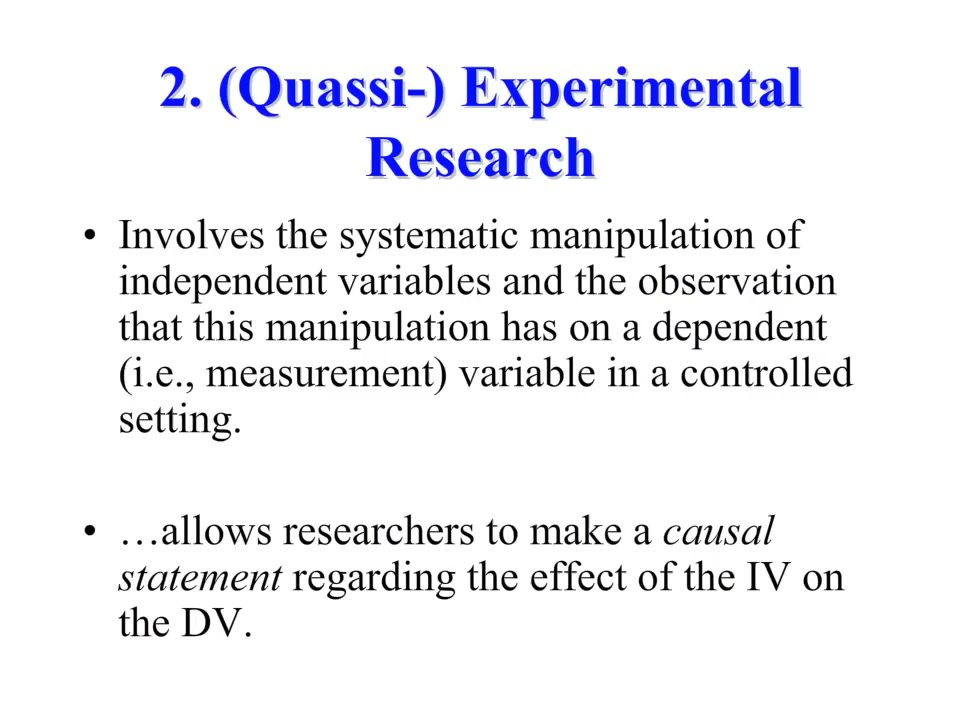 2. (Quassi-) Experimental
Research
• Involves the systematic manipulation of
independent variables and the observation
that this manipulation has on a dependent
(i.e., measurement) variable in a controlled
setting.
• …allows researchers to make a causal
statement regarding the effect of the IV on
the DV.